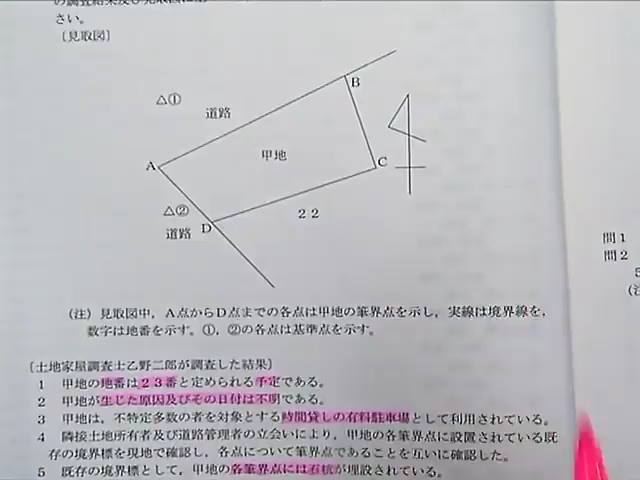 さい。
〔見取図〕
B
△①
道路
甲地
A
C
△②
22
道路
D
問1
問2
(注) 見取図中，A点からD点までの各点は甲地の筆界点を示し，実線は境界線を，
数字は地番を示す。①，②の各点は基準点を示す。
〔土地家屋調査士乙野二郎が調査した結果〕
1 甲地の地番は23番と定められる予定である。
2 甲地が生じた原因及びその日付は不明である。
3 甲地は，不特定多数の者を対象とする時間貸しの有料駐車場として利用されている。
4 隣接土地所有者及び道路管理者の立会いにより，甲地の各筆界点に設置されている既
存の境界標を現地で確認し，各点について筆界点であることを互いに確認した。
5 既存の境界標として，甲地の各筆界点には石杭が埋設されている。